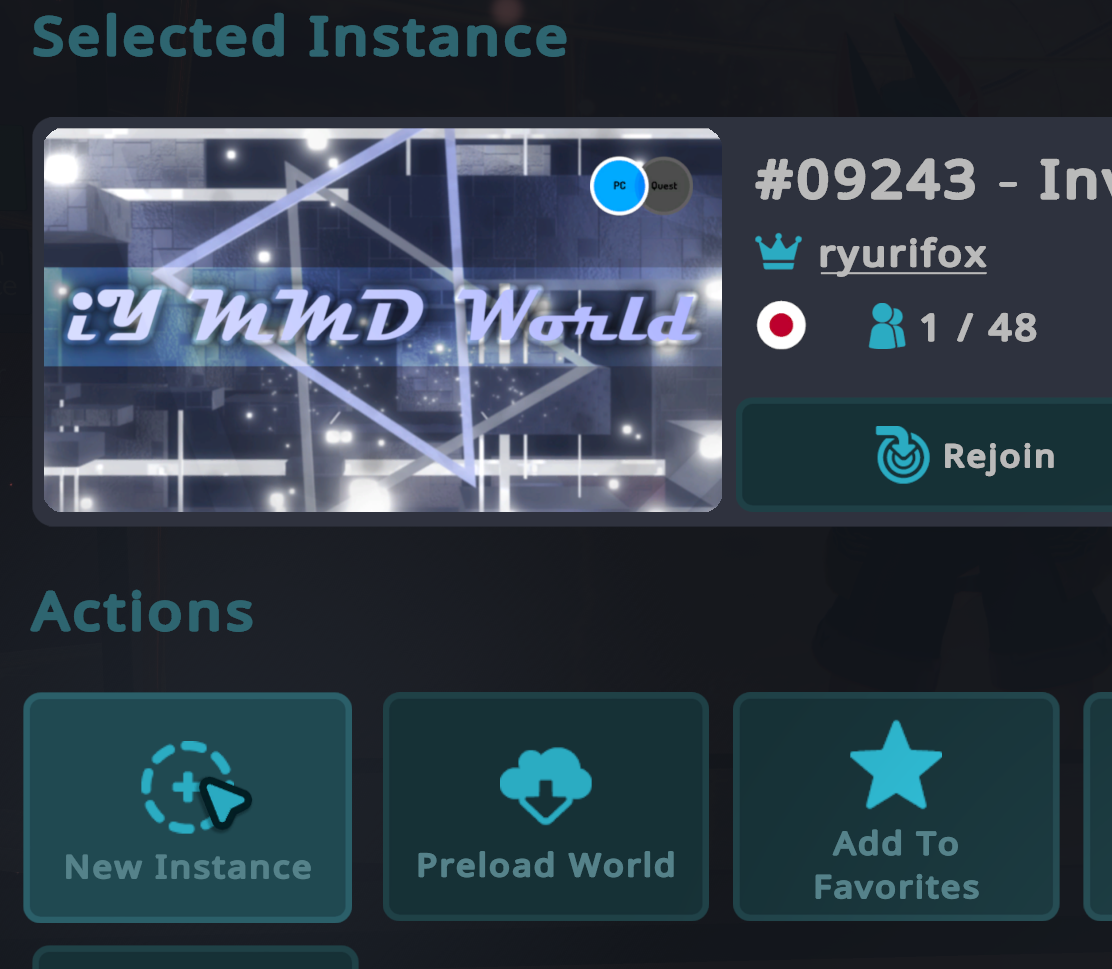 Selected Instance
PC
Quest
iY MMD World
#09243 - Inv
ryurifox
1 / 48
Rejoin
Actions
New Instance
Preload World
Add To
Favorites